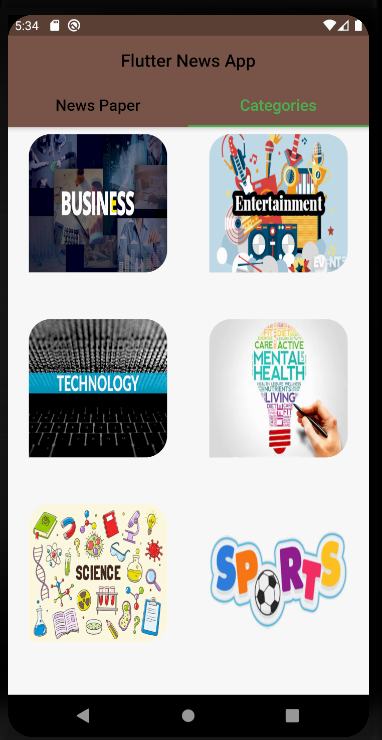 5:34
Flutter News App
News Paper
Categories
BUSINESS
Entertainment
EVENTS
TECHNOLOGY
CARE ACTIVE
MENTAL
HEALTH
NUTRIENTS
LIVING
SCIENCE
SPORTS